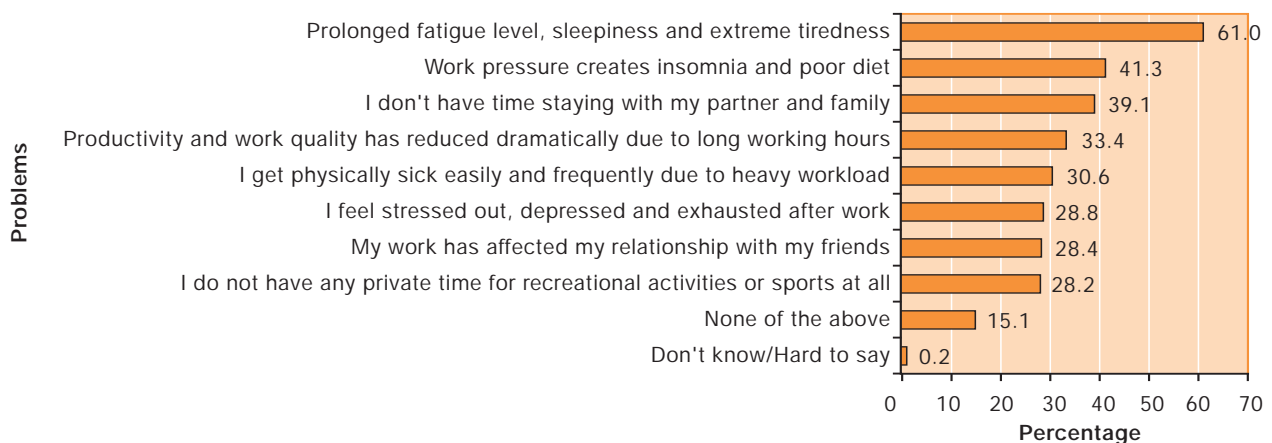 Problems
Prolonged fatigue level, sleepiness and extreme tiredness 61.0
Work pressure creates insomnia and poor diet 41.3
I don't have time staying with my partner and family 39.1
Productivity and work quality has reduced dramatically due to long working hours 33.4
I get physically sick easily and frequently due to heavy workload 30.6
I feel stressed out, depressed and exhausted after work 28.8
My work has affected my relationship with my friends 28.4
I do not have any private time for recreational activities or sports at all 28.2
None of the above 15.1
Don't know/Hard to say 0.2
0 10 20 30 40 50 60 70
Percentage